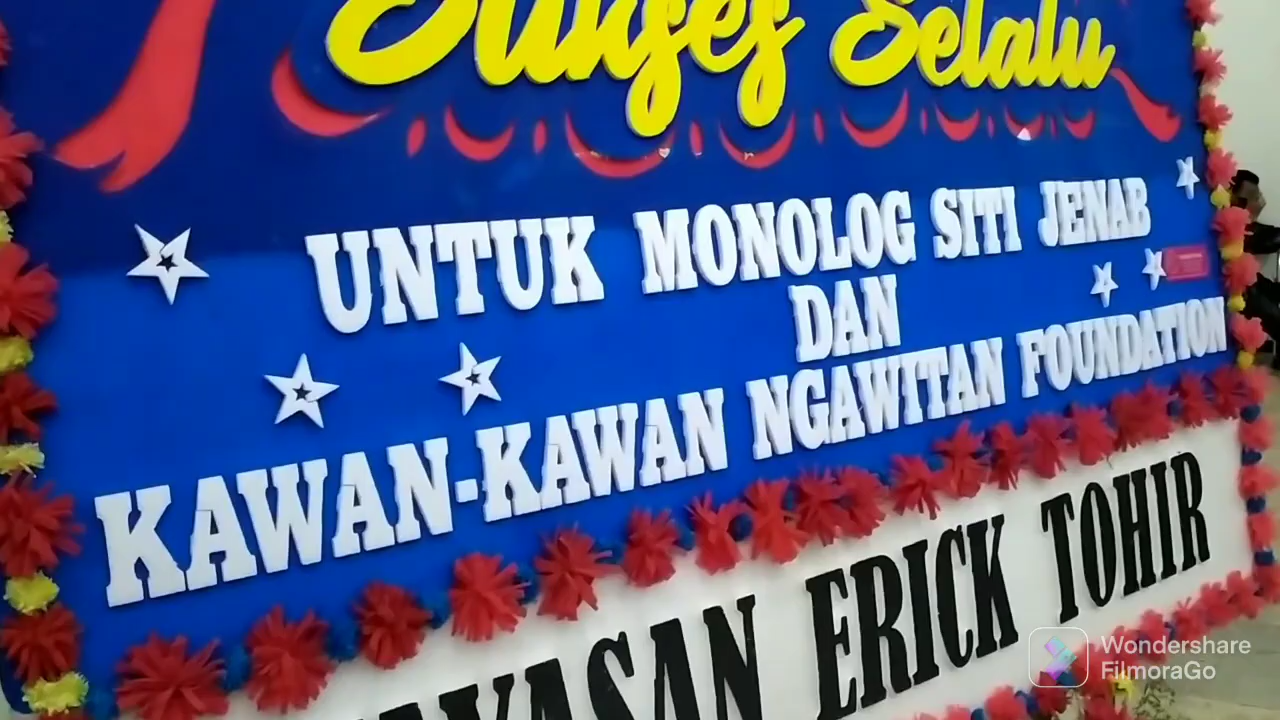 Sukses Selalu
UNTUK MONOLOG SITI JENAB
DAN
KAWAN-KAWAN NGAWITAN FOUNDATION
YAYASAN ERICK TOHIR
Wondershare
FilmoraGo